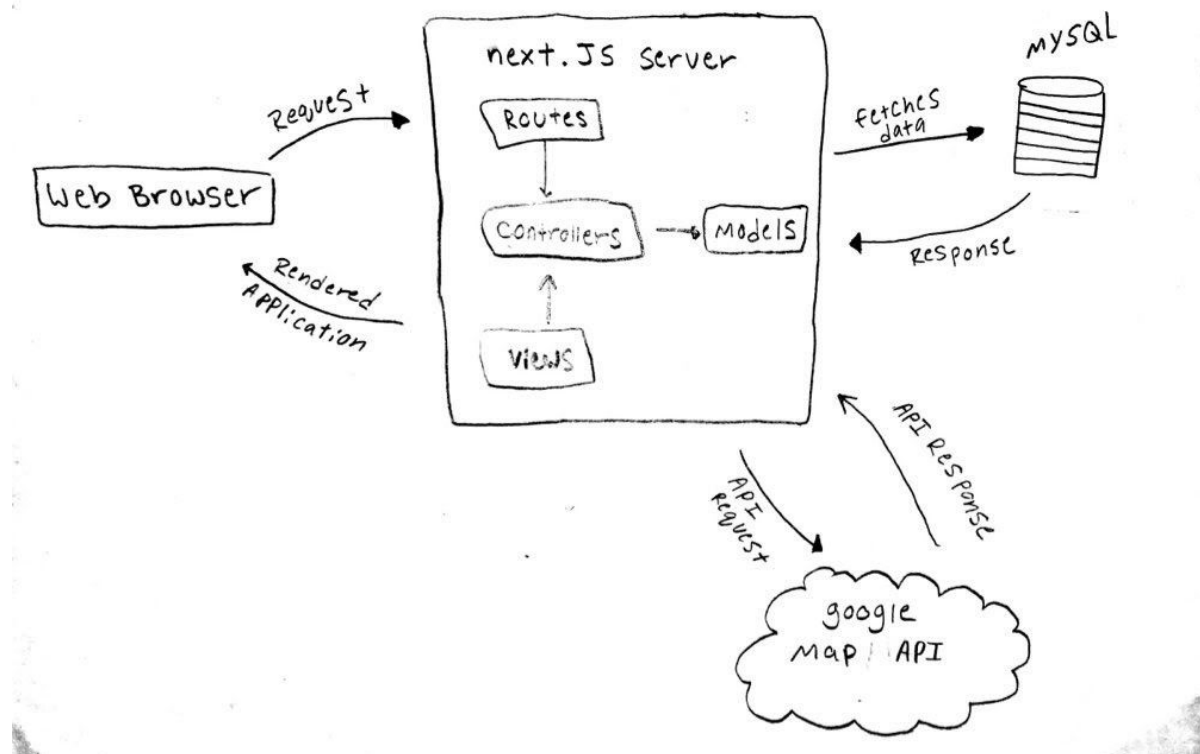 next.JS Server
MYSQL
Request
Routes
fetches
data
Web Browser
Controllers
Models
Response
Rendered
APPlication
Views
API Response
API
Request
google
Map API